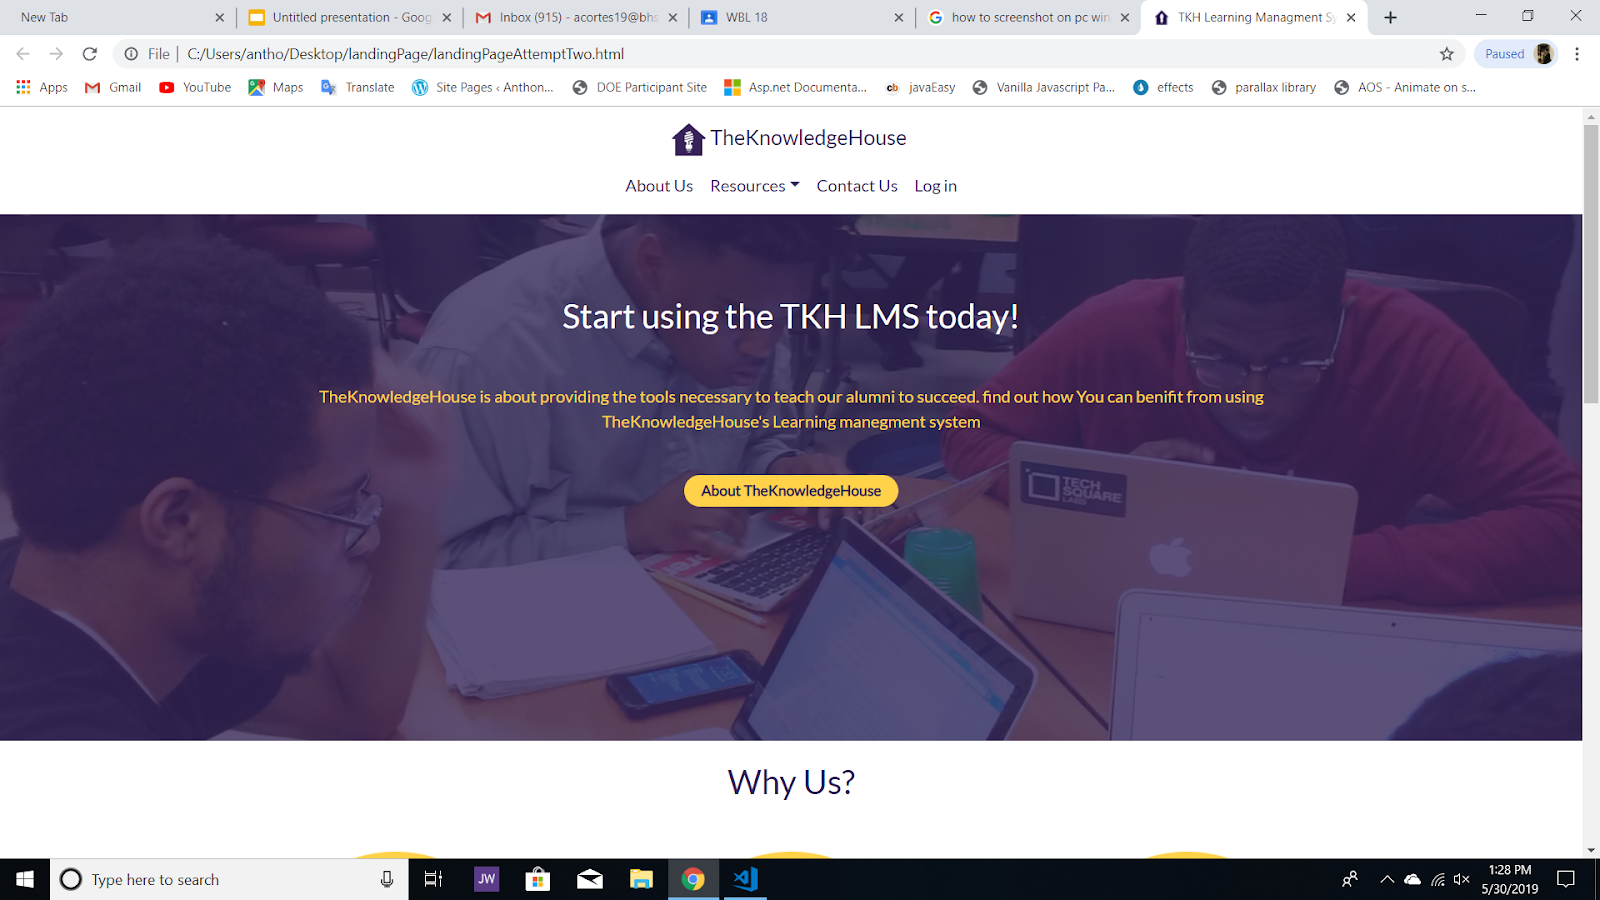 New Tab
Untitled presentation - Goog
Inbox (915) - acortes19@bhs
WBL 18
how to screenshot on pc win
TKH Learning Managment Sy
File
C:/Users/antho/Desktop/landingPage/landingPageAttemptTwo.html
Paused
Apps
Gmail
YouTube
Maps
Translate
Site Pages ‹ Anthon...
DOE Participant Site
Asp.net Documenta...
cb javaEasy
Vanilla Javascript Pa...
effects
parallax library
AOS - Animate on s...
TheKnowledgeHouse
About Us
Resources
Contact Us
Log in
Start using the TKH LMS today!
TheKnowledgeHouse is about providing the tools necessary to teach our alumni to succeed. find out how You can benifit from using
TheKnowledgeHouse's Learning manegment system
About TheKnowledgeHouse
TECH
SQUARE
LABS
Why Us?
Type here to search
JW
1:28 PM
5/30/2019